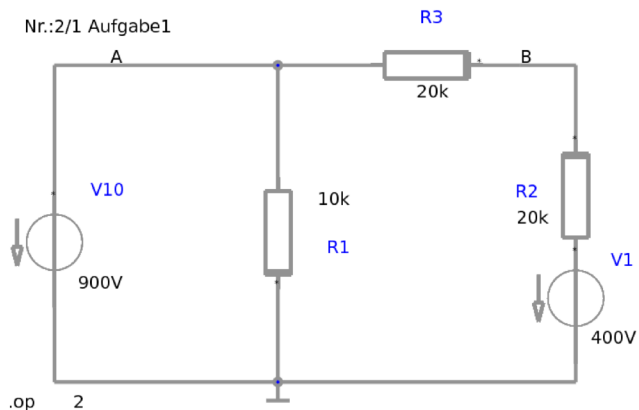 Nr.:2/1 Aufgabe1
R3
A
B
20k
V10
10k
R2
20k
R1
V1
900V
400V
.op
2